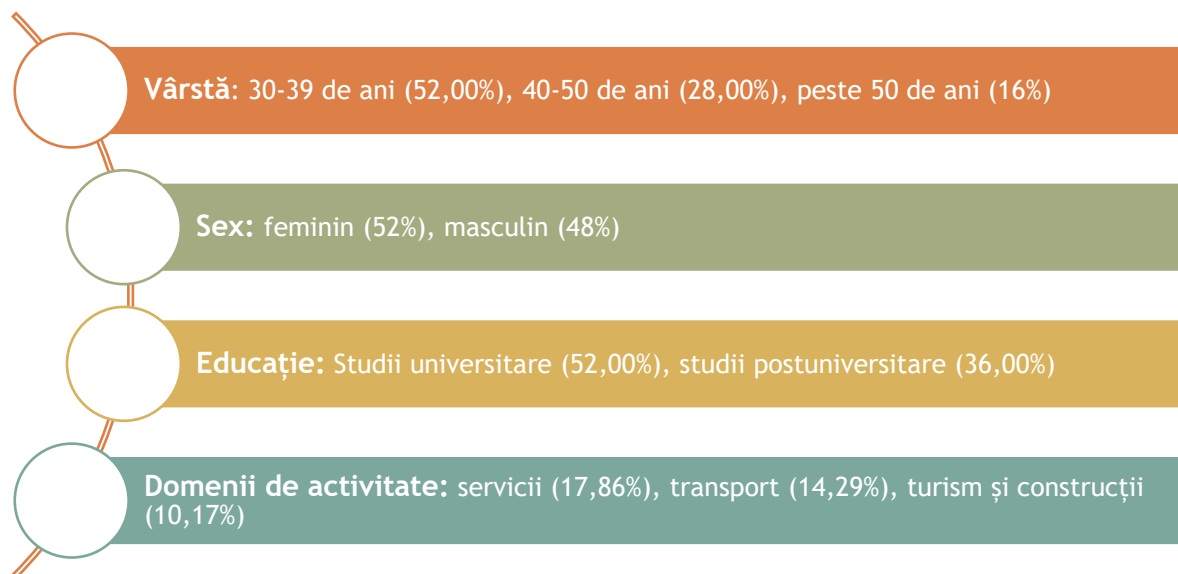 Vârstă: 30-39 de ani (52,00%), 40-50 de ani (28,00%), peste 50 de ani (16%)
Sex: feminin (52%), masculin (48%)
Educație: Studii universitare (52,00%), studii postuniversitare (36,00%)
Domenii de activitate: servicii (17,86%), transport (14,29%), turism și construcții
(10,17%)